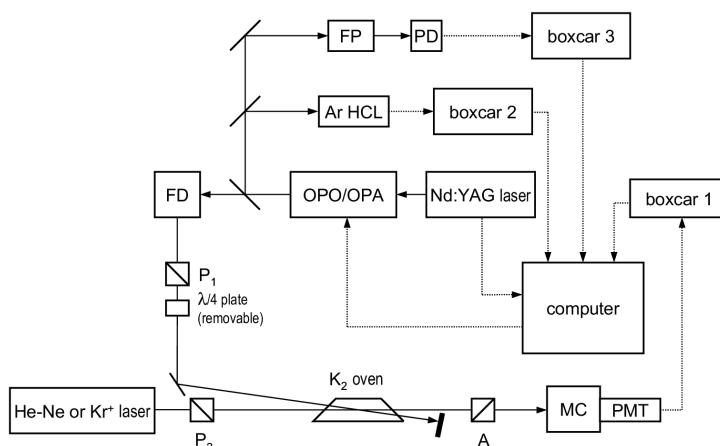 FP
PD
boxcar 3
Ar HCL
boxcar 2
FD
OPO/OPA
Nd:YAG laser
boxcar 1
P₁
λ/4 plate
(removable)
computer
K₂ oven
He-Ne or Kr⁺ laser
MC
PMT
P₂
A